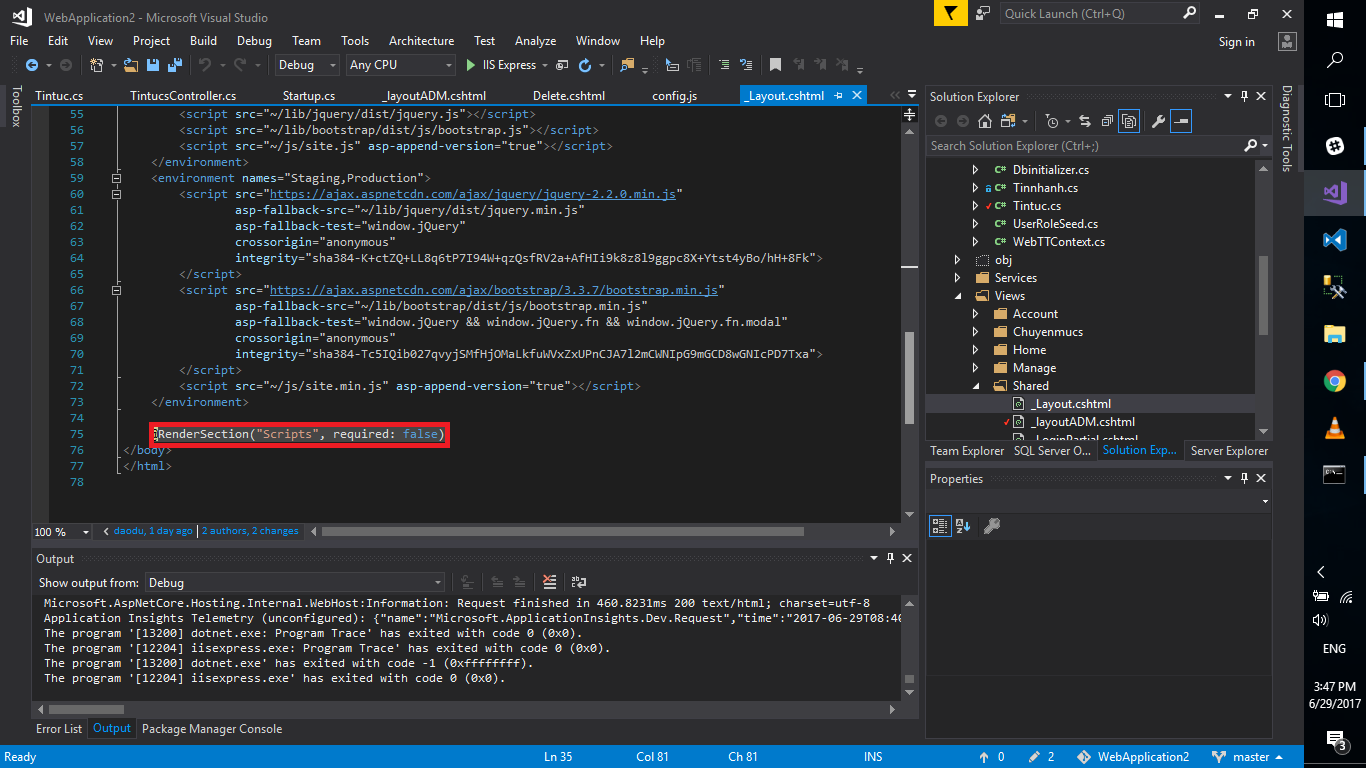 WebApplication2 - Microsoft Visual Studio
Quick Launch (Ctrl+Q)
File Edit View Project Build Debug Team Tools Architecture Test Analyze Window Help
Sign in
Debug Any CPU IIS Express
Toolbox
Tintuc.cs TintucsController.cs Startup.cs _layoutADM.cshtml Delete.cshtml config.js _Layout.cshtml
55 <script src="~/lib/jquery/dist/jquery.js"></script>
56 <script src="~/lib/bootstrap/dist/js/bootstrap.js"></script>
57 <script src="~/js/site.js" asp-append-version="true"></script>
58 </environment>
59 <environment names="Staging,Production">
60 <script src="https://ajax.aspnetcdn.com/ajax/jquery/jquery-2.2.0.min.js"
61 asp-fallback-src="~/lib/jquery/dist/jquery.min.js"
62 asp-fallback-test="window.jQuery"
63 crossorigin="anonymous"
64 integrity="sha384-K+ctZQ+LL8q6tP7I94W+qzQsfRV2a+AfHIi9k8z8l9ggpc8X+Ytst4yBo/hH+8Fk">
65 </script>
66 <script src="https://ajax.aspnetcdn.com/ajax/bootstrap/3.3.7/bootstrap.min.js"
67 asp-fallback-src="~/lib/bootstrap/dist/js/bootstrap.min.js"
68 asp-fallback-test="window.jQuery && window.jQuery.fn && window.jQuery.fn.modal"
69 crossorigin="anonymous"
70 integrity="sha384-Tc5IQib027qvyjSMfHjOMaLkfuWVxZxUPnCJA7l2mCWNIpG9mGCD8wGNIcPD7Txa">
71 </script>
72 <script src="~/js/site.min.js" asp-append-version="true"></script>
73 </environment>
74
75 @RenderSection("Scripts", required: false)
76 </body>
77 </html>
78
100 % daodu, 1 day ago | 2 authors, 2 changes
Output
Show output from: Debug
Microsoft.AspNetCore.Hosting.Internal.WebHost:Information: Request finished in 460.8231ms 200 text/html; charset=utf-8
Application Insights Telemetry (unconfigured): {"name":"Microsoft.ApplicationInsights.Dev.Request","time":"2017-06-29T08:46
The program '[13200] dotnet.exe: Program Trace' has exited with code 0 (0x0).
The program '[12204] iisexpress.exe: Program Trace' has exited with code 0 (0x0).
The program '[13200] dotnet.exe' has exited with code -1 (0xffffffff).
The program '[12204] iisexpress.exe' has exited with code 0 (0x0).
Error List Output Package Manager Console
Solution Explorer
Search Solution Explorer (Ctrl+;)
Dbinitializer.cs
Tinnhanh.cs
Tintuc.cs
UserRoleSeed.cs
WebTTContext.cs
obj
Services
Views
Account
Chuyenmucs
Home
Manage
Shared
_Layout.cshtml
_layoutADM.cshtml
_LoginPartial.cshtml
Team Explorer SQL Server O... Solution Exp... Server Explorer
Properties
Diagnostic Tools
Ready Ln 35 Col 81 Ch 81 INS 0 2 WebApplication2 master
ENG
3:47 PM
6/29/2017
3